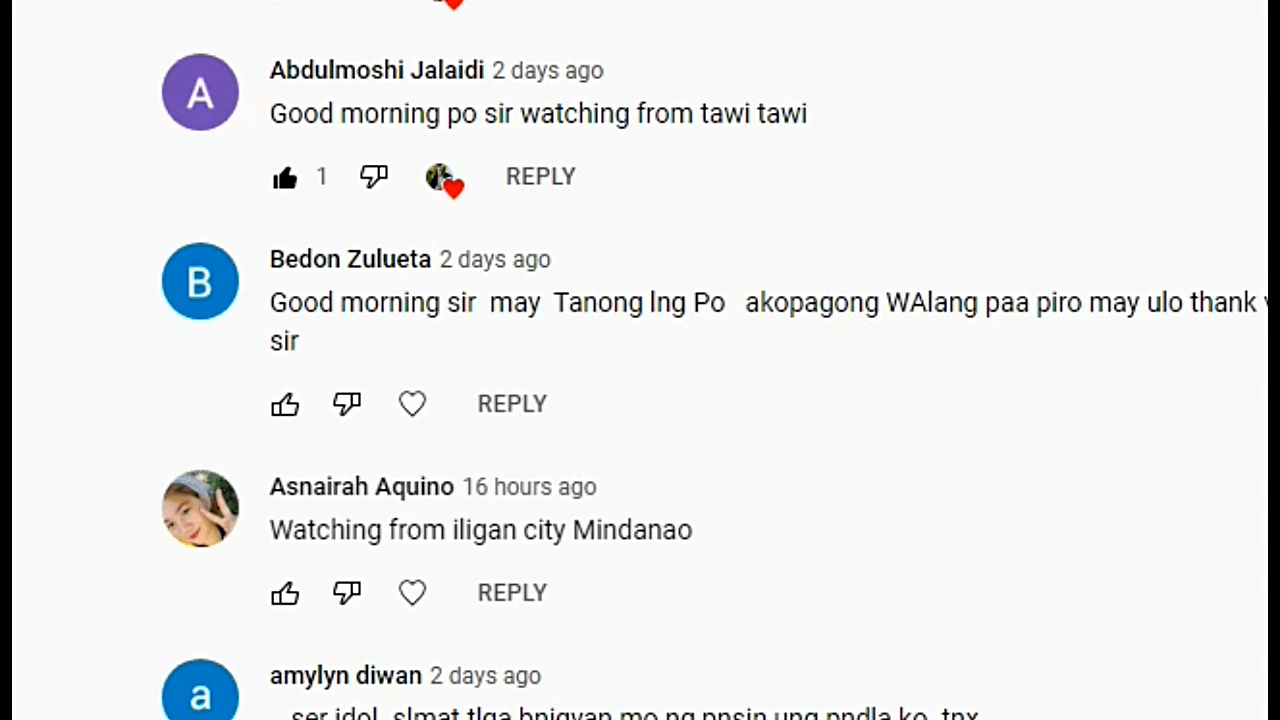 A
Abdulmoshi Jalaidi 2 days ago
Good morning po sir watching from tawi tawi
1 REPLY
B
Bedon Zulueta 2 days ago
Good morning sir may Tanong lng Po akopagong WAlang paa piro may ulo thank
sir
REPLY
Asnairah Aquino 16 hours ago
Watching from iligan city Mindanao
REPLY
a
amylyn diwan 2 days ago
ser idol slmat tlga bnigyan mo ng pnsin ung pndla ko tnx